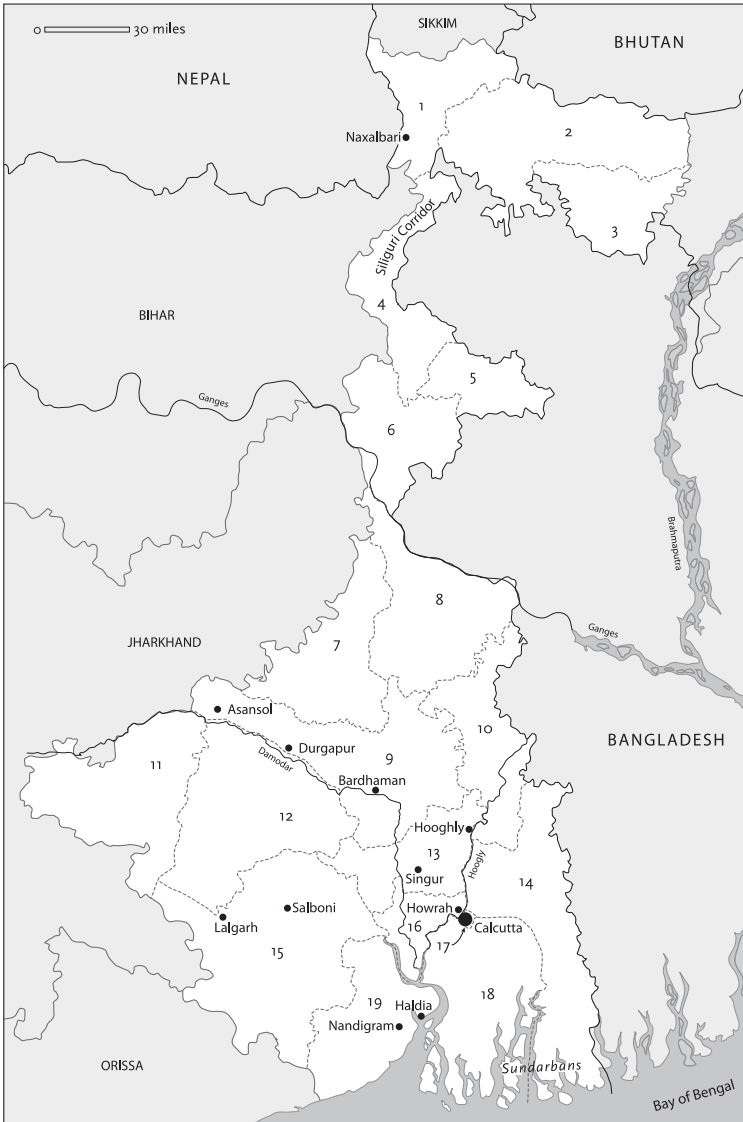 30 miles
SIKKIM
BHUTAN
NEPAL
1
Naxalbari
2
3
Siliguri Corridor
4
BIHAR
5
Ganges
6
Brahmaputra
8
Ganges
JHARKHAND
7
Asansol
10
Durgapur
BANGLADESH
9
11
Damodar
Bardhaman
12
Hooghly
13
Hoogly
Singur
14
Salboni
Howrah
Lalgarh
16
Calcutta
15
17
18
19
Haldia
Nandigram
ORISSA
Sundarbans
Bay of Bengal